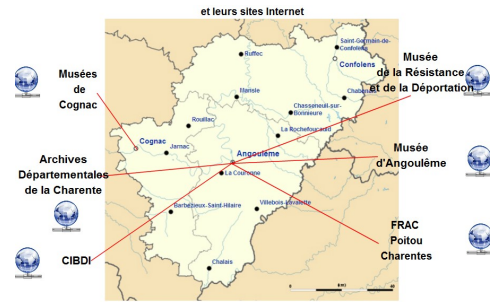 et leurs sites Internet
Musées
de
Cognac
Archives
Départementales
de la Charente
CIBDI
Saint-Germain-de-
Confolens
Ruffec
Confolens
Mansle
Chabanais
Chasseneuil-sur-
Bonnieure
Rouillac
La Rochefoucauld
Cognac
Jarnac
Angoulême
La Couronne
Barbezieux-Saint-Hilaire
Villebois-Lavalette
Chalais
Musée
de la Résistance
et de la Déportation
Musée
d'Angoulême
FRAC
Poitou
Charentes